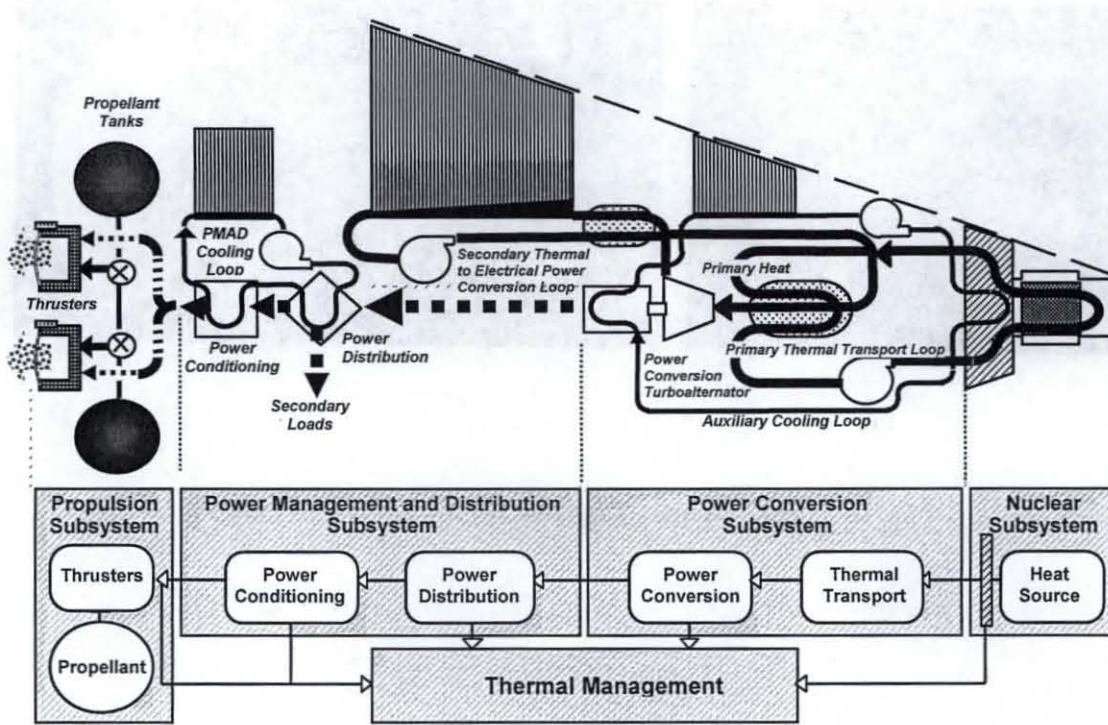 Propellant
Tanks
PMAD
Cooling
Loop
Secondary Thermal
to Electrical Power
Conversion Loop
Primary Heat
Thrusters
Power
Conditioning
Power
Distribution
Primary Thermal Transport Loop
Power
Conversion
Turboalternator
Secondary
Loads
Auxiliary Cooling Loop
Propulsion
Subsystem
Power Management and Distribution
Subsystem
Power Conversion
Subsystem
Nuclear
Subsystem
Thrusters
Power
Conditioning
Power
Distribution
Power
Conversion
Thermal
Transport
Heat
Source
Propellant
Thermal Management